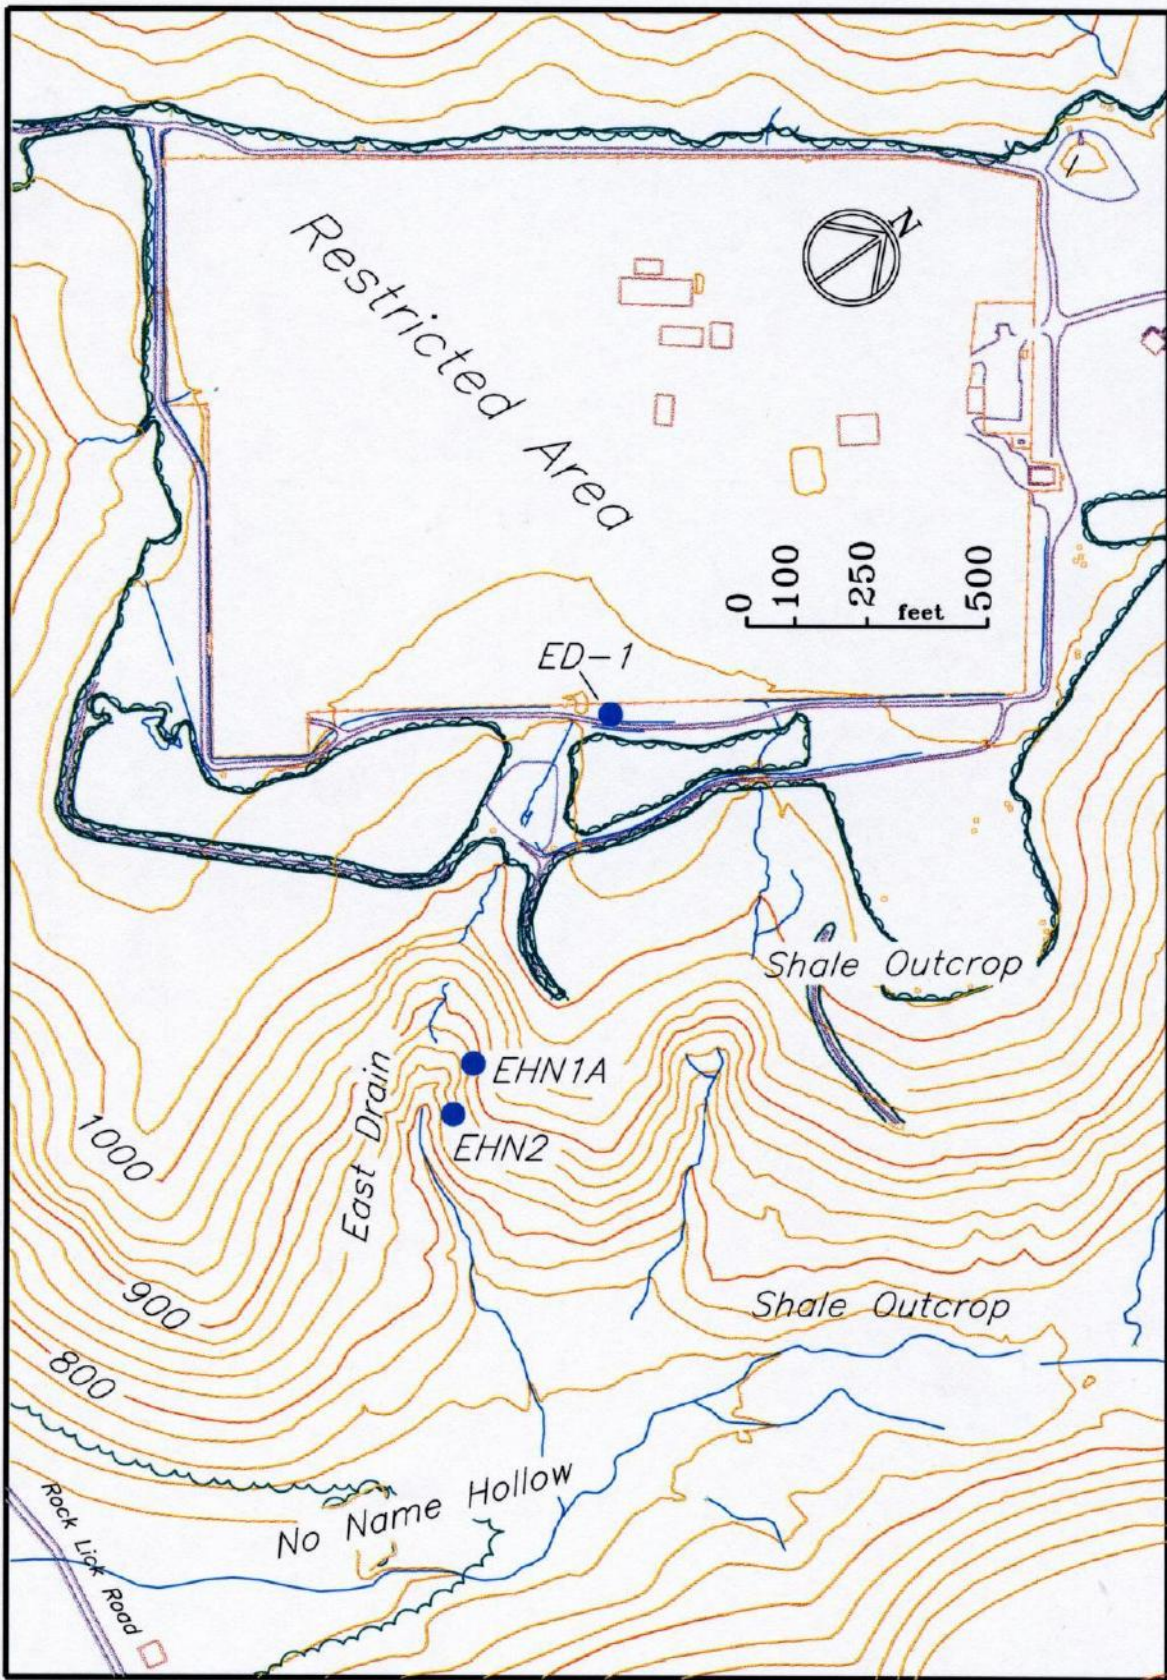 N
Restricted Area
0
100
250
feet
500
ED-1
Shale Outcrop
EHN1A
East Drain
EHN2
1000
900
Shale Outcrop
800
No Name Hollow
Rock Lick Road